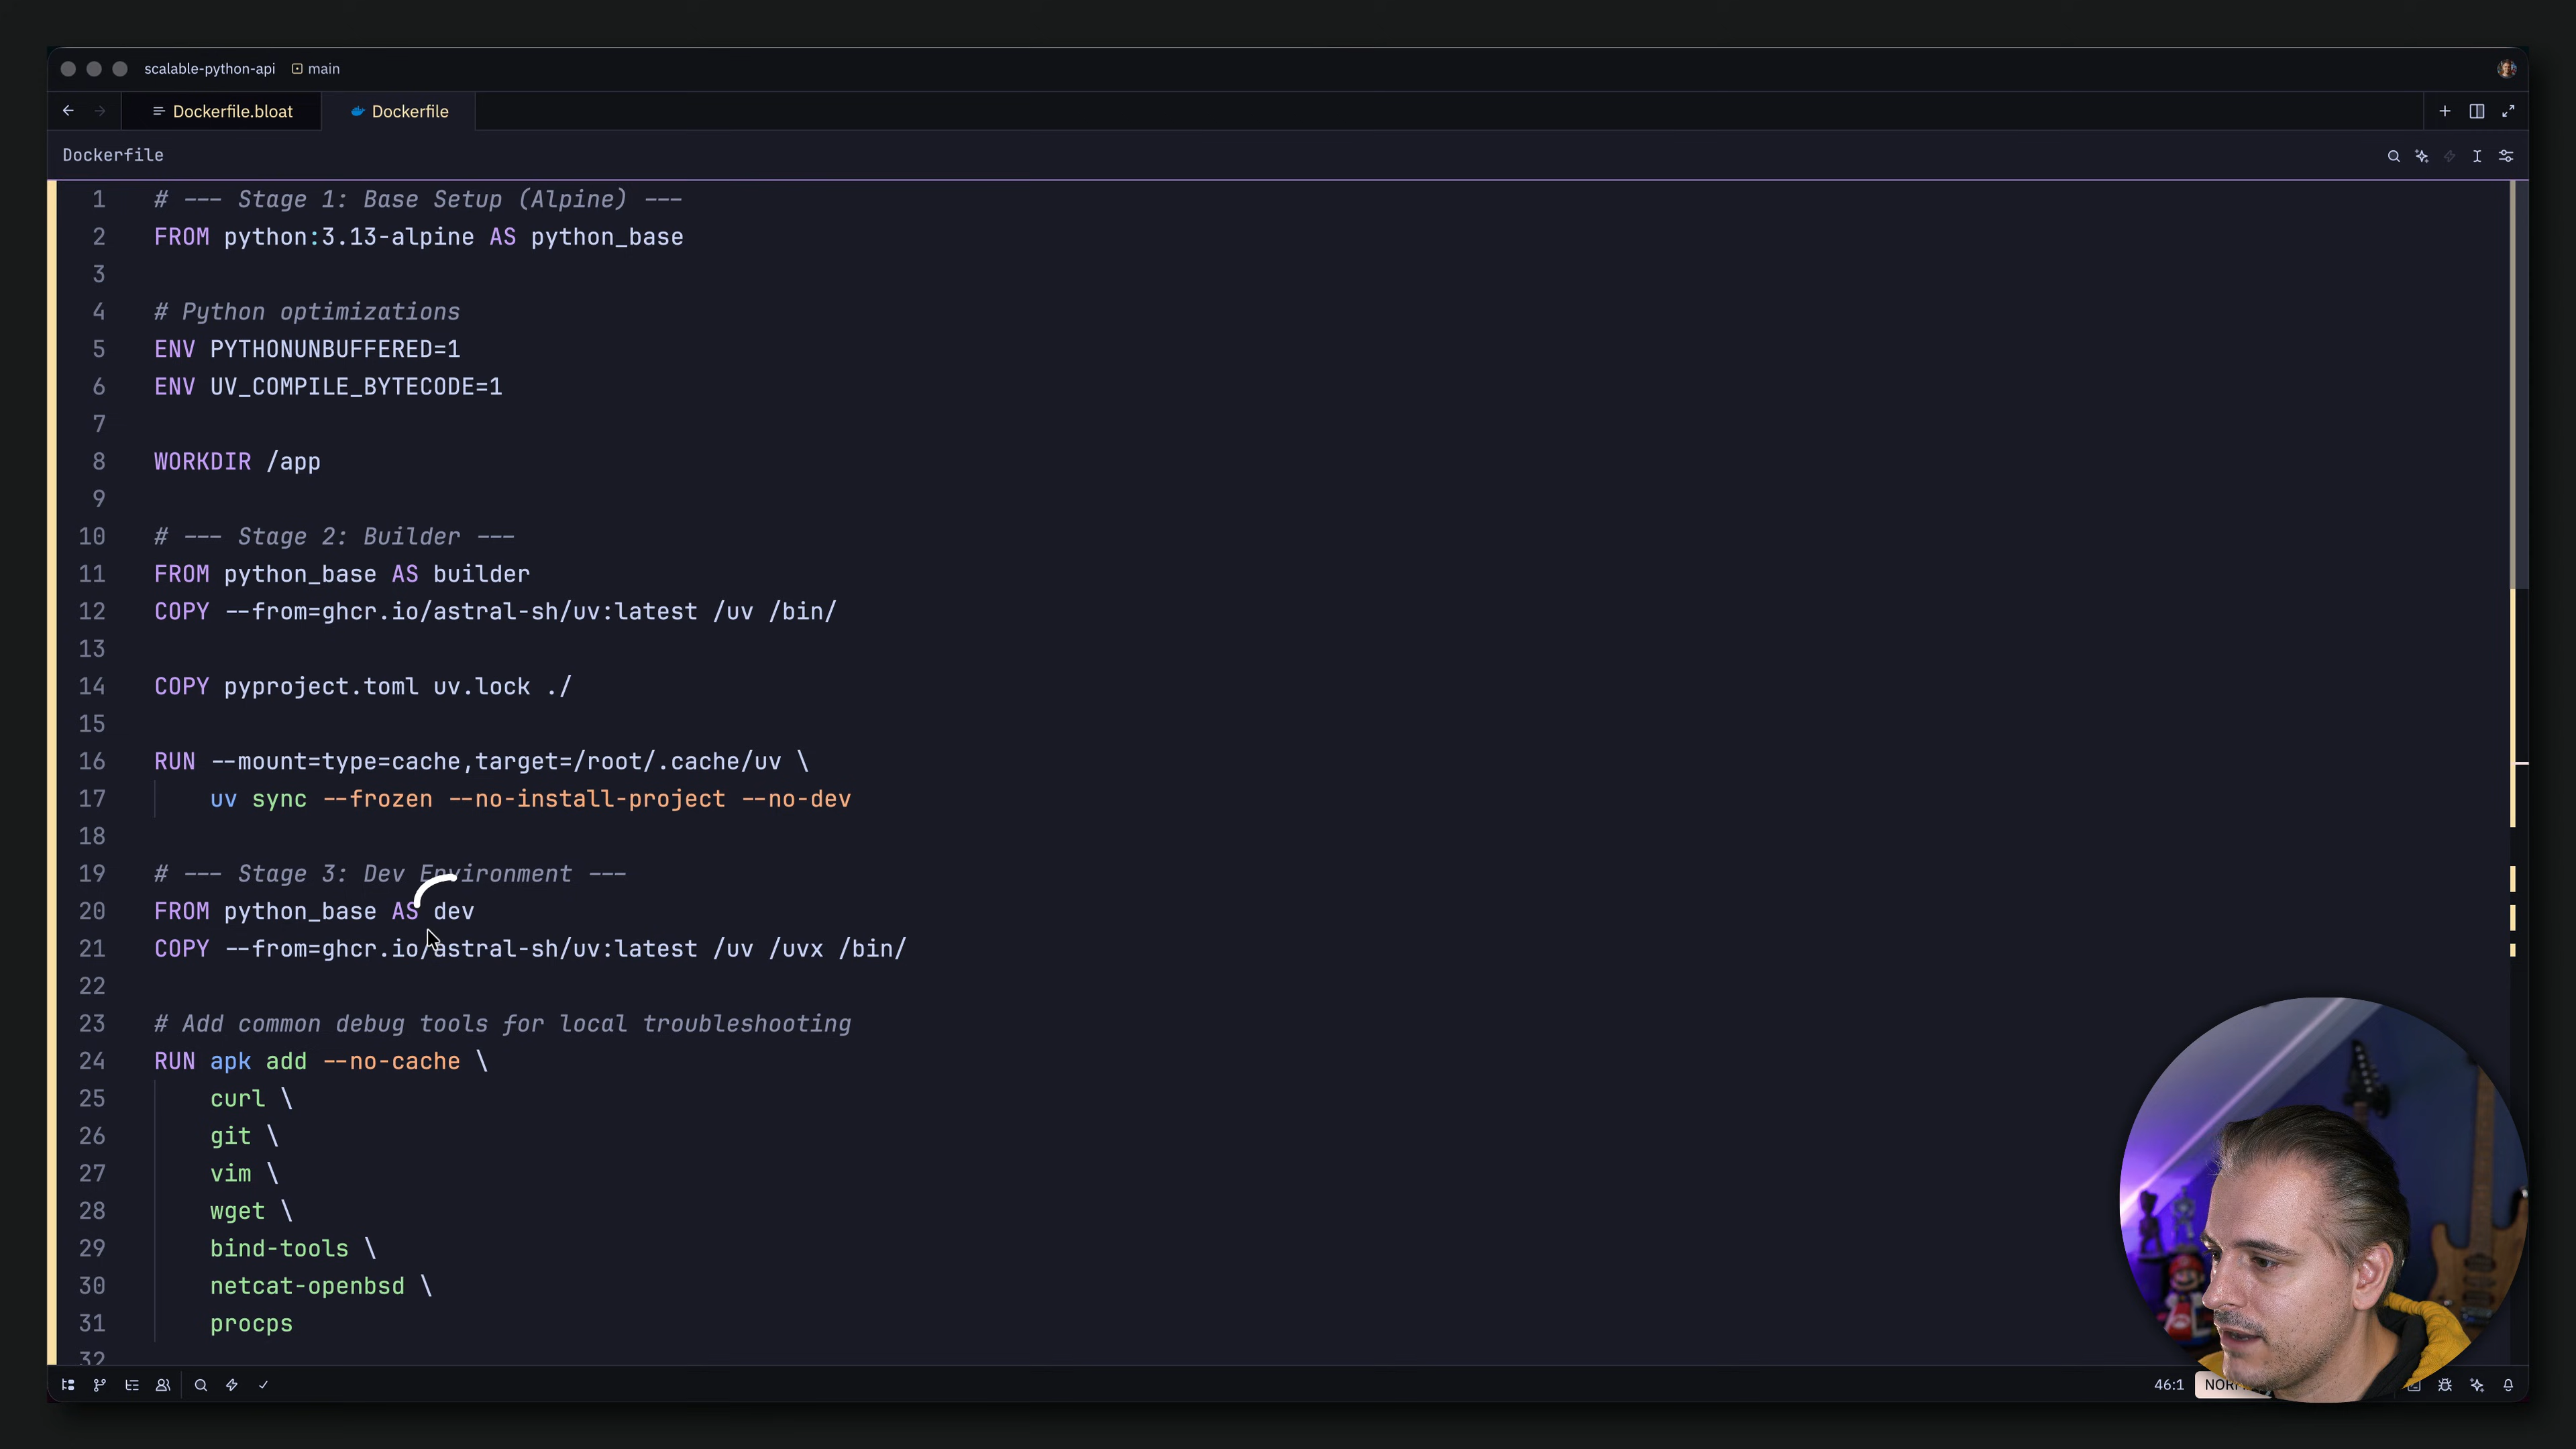 scalable-python-api main
Dockerfile.bloat Dockerfile
Dockerfile
1 # --- Stage 1: Base Setup (Alpine) ---
2 FROM python:3.13-alpine AS python_base
3
4 # Python optimizations
5 ENV PYTHONUNBUFFERED=1
6 ENV UV_COMPILE_BYTECODE=1
7
8 WORKDIR /app
9
10 # --- Stage 2: Builder ---
11 FROM python_base AS builder
12 COPY --from=ghcr.io/astral-sh/uv:latest /uv /bin/
13
14 COPY pyproject.toml uv.lock ./
15
16 RUN --mount=type=cache,target=/root/.cache/uv \
17 uv sync --frozen --no-install-project --no-dev
18
19 # --- Stage 3: Dev Environment ---
20 FROM python_base AS dev
21 COPY --from=ghcr.io/astral-sh/uv:latest /uv /uvx /bin/
22
23 # Add common debug tools for local troubleshooting
24 RUN apk add --no-cache \
25 curl \
26 git \
27 vim \
28 wget \
29 bind-tools \
30 netcat-openbsd \
31 procps
32
46:1